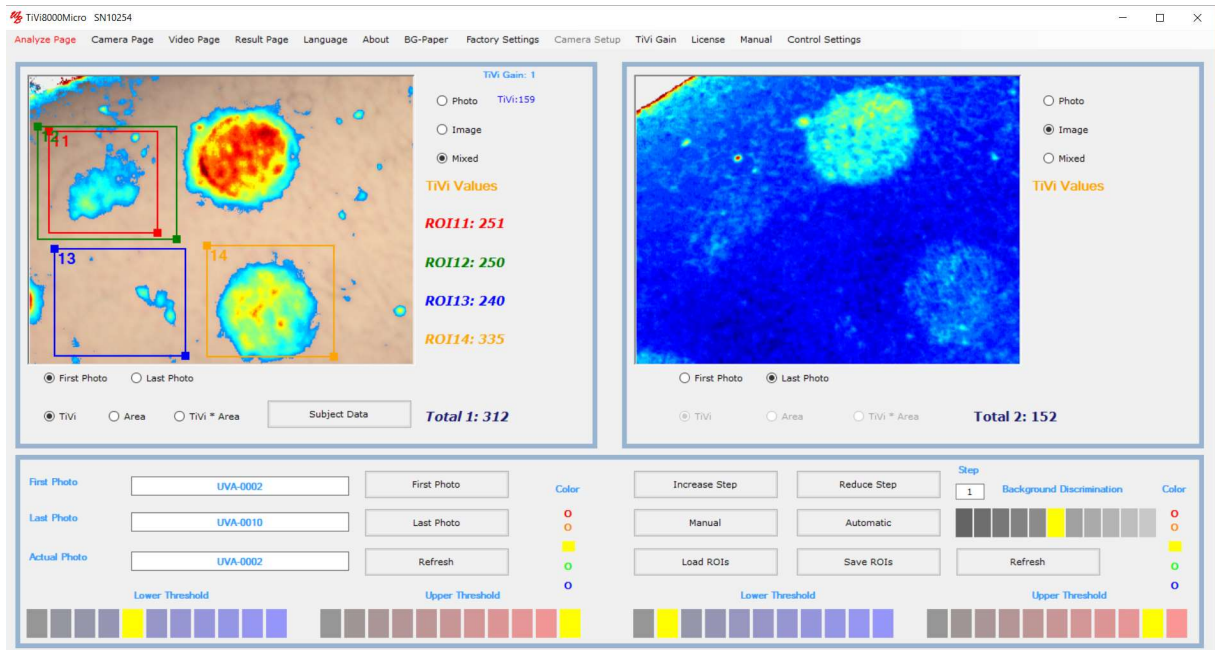 TiVi8000Micro SN10254
Analyze Page Camera Page Video Page Result Page Language About BG-Paper Factory Settings Camera Setup TiVi Gain License Manual Control Settings
TiVi Gain: 1
Photo TiVi:159
Image
Mixed
TiVi Values
ROI11: 251
ROI12: 250
ROI13: 240
ROI14: 335
12
11
13
14
First Photo Last Photo
TiVi Area TiVi * Area Subject Data Total 1: 312
Photo
Image
Mixed
TiVi Values
First Photo Last Photo
TiVi Area TiVi * Area Total 2: 152
First Photo UVA-0002 First Photo Color
Last Photo UVA-0010 Last Photo
Actual Photo UVA-0002 Refresh
Lower Threshold Upper Threshold
Increase Step Reduce Step Step 1 Background Discrimination Color
Manual Automatic
Load ROIs Save ROIs Refresh
Lower Threshold Upper Threshold